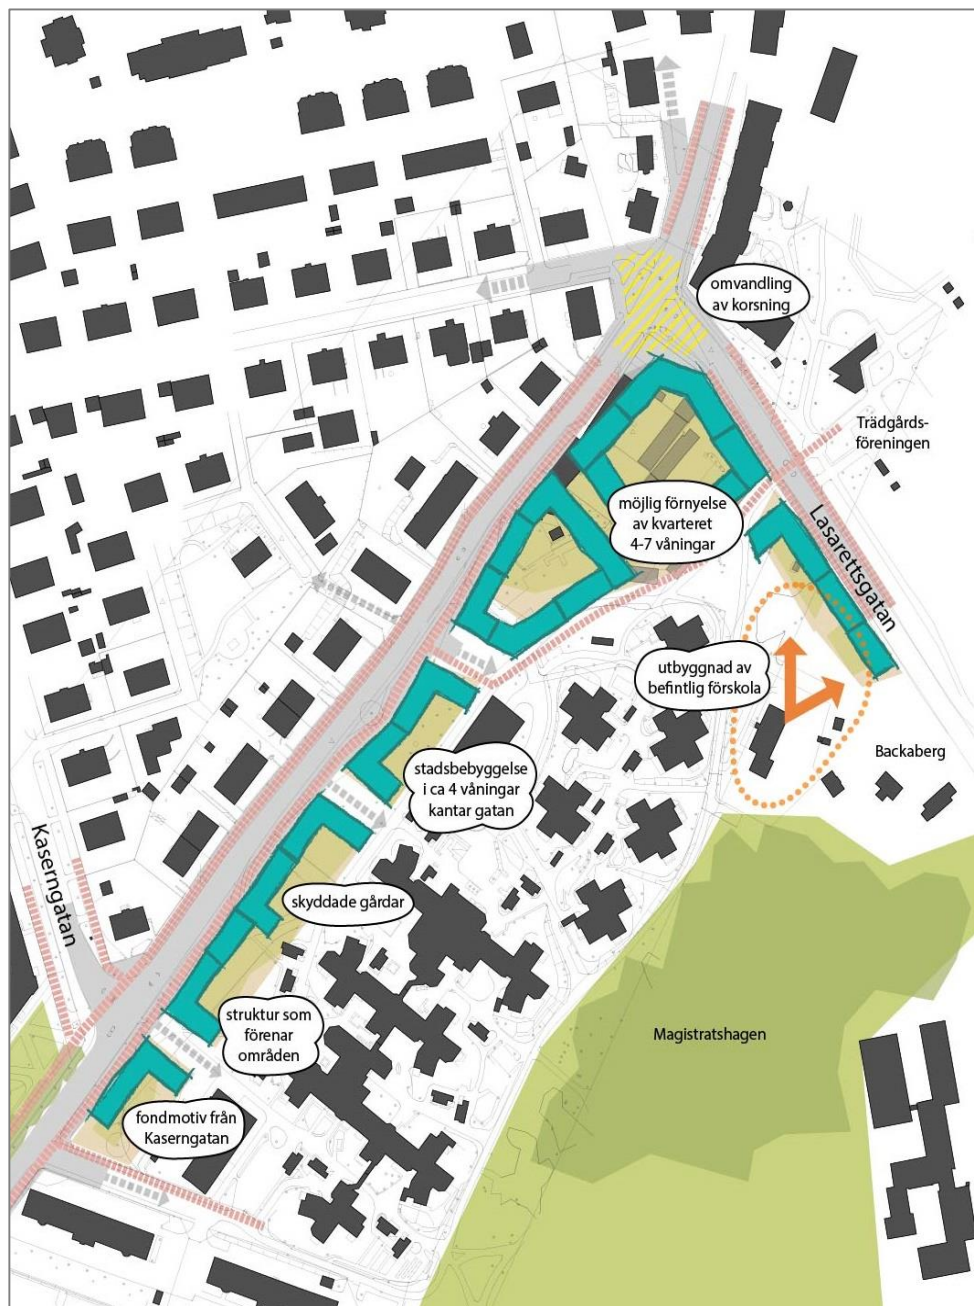 omvandling
av korsning
Trädgårds-
föreningen
möjlig förnyelse
av kvarteret
4-7 våningar
Lasarettsgatan
utbyggnad av
befintlig förskola
Backaberg
stadsbebyggelse
i ca 4 våningar
kantar gatan
Kaserngatan
skyddade gårdar
struktur som
förenar
områden
Magistratshagen
fondmotiv från
Kaserngatan